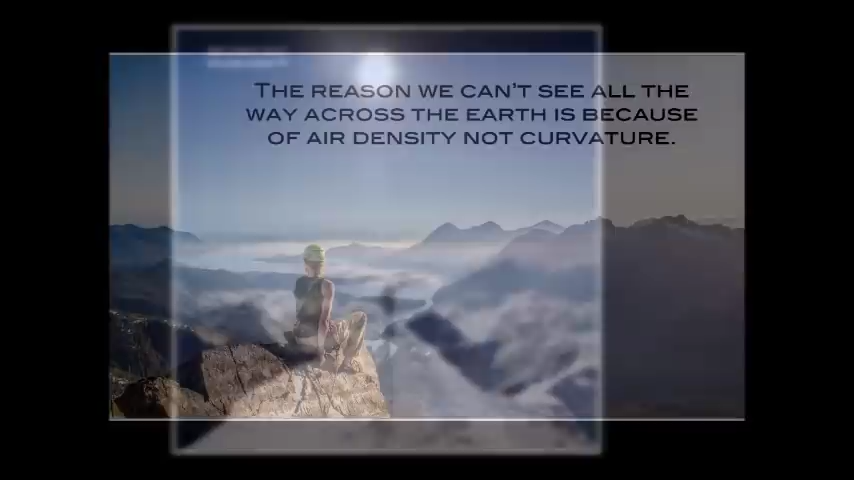 THE REASON WE CAN'T SEE ALL THE
WAY ACROSS THE EARTH IS BECAUSE
OF AIR DENSITY NOT CURVATURE.